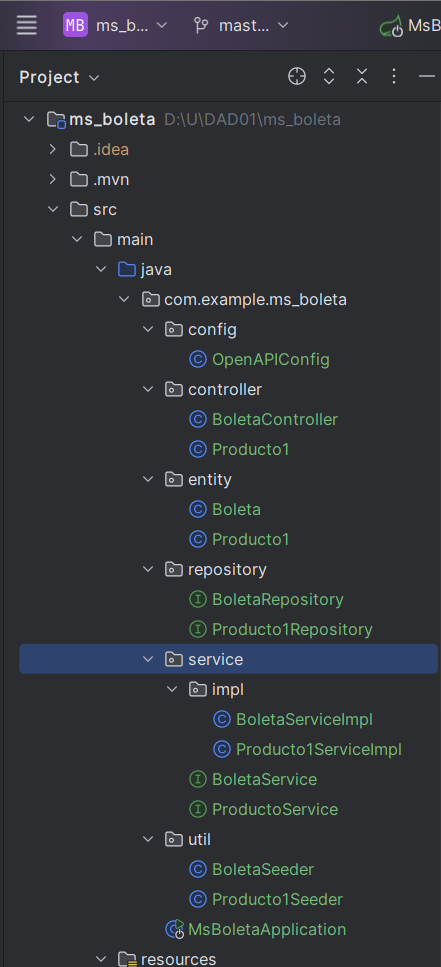 MB ms_b... mast... MsB
Project
ms_boleta D:\U\DAD01\ms_boleta
.idea
.mvn
src
main
java
com.example.ms_boleta
config
C OpenAPIConfig
controller
C BoletaController
C Producto1
entity
C Boleta
C Producto1
repository
I BoletaRepository
I Producto1Repository
service
impl
C BoletaServiceImpl
C Producto1ServiceImpl
I BoletaService
I ProductoService
util
C BoletaSeeder
C Producto1Seeder
C MsBoletaApplication
resources